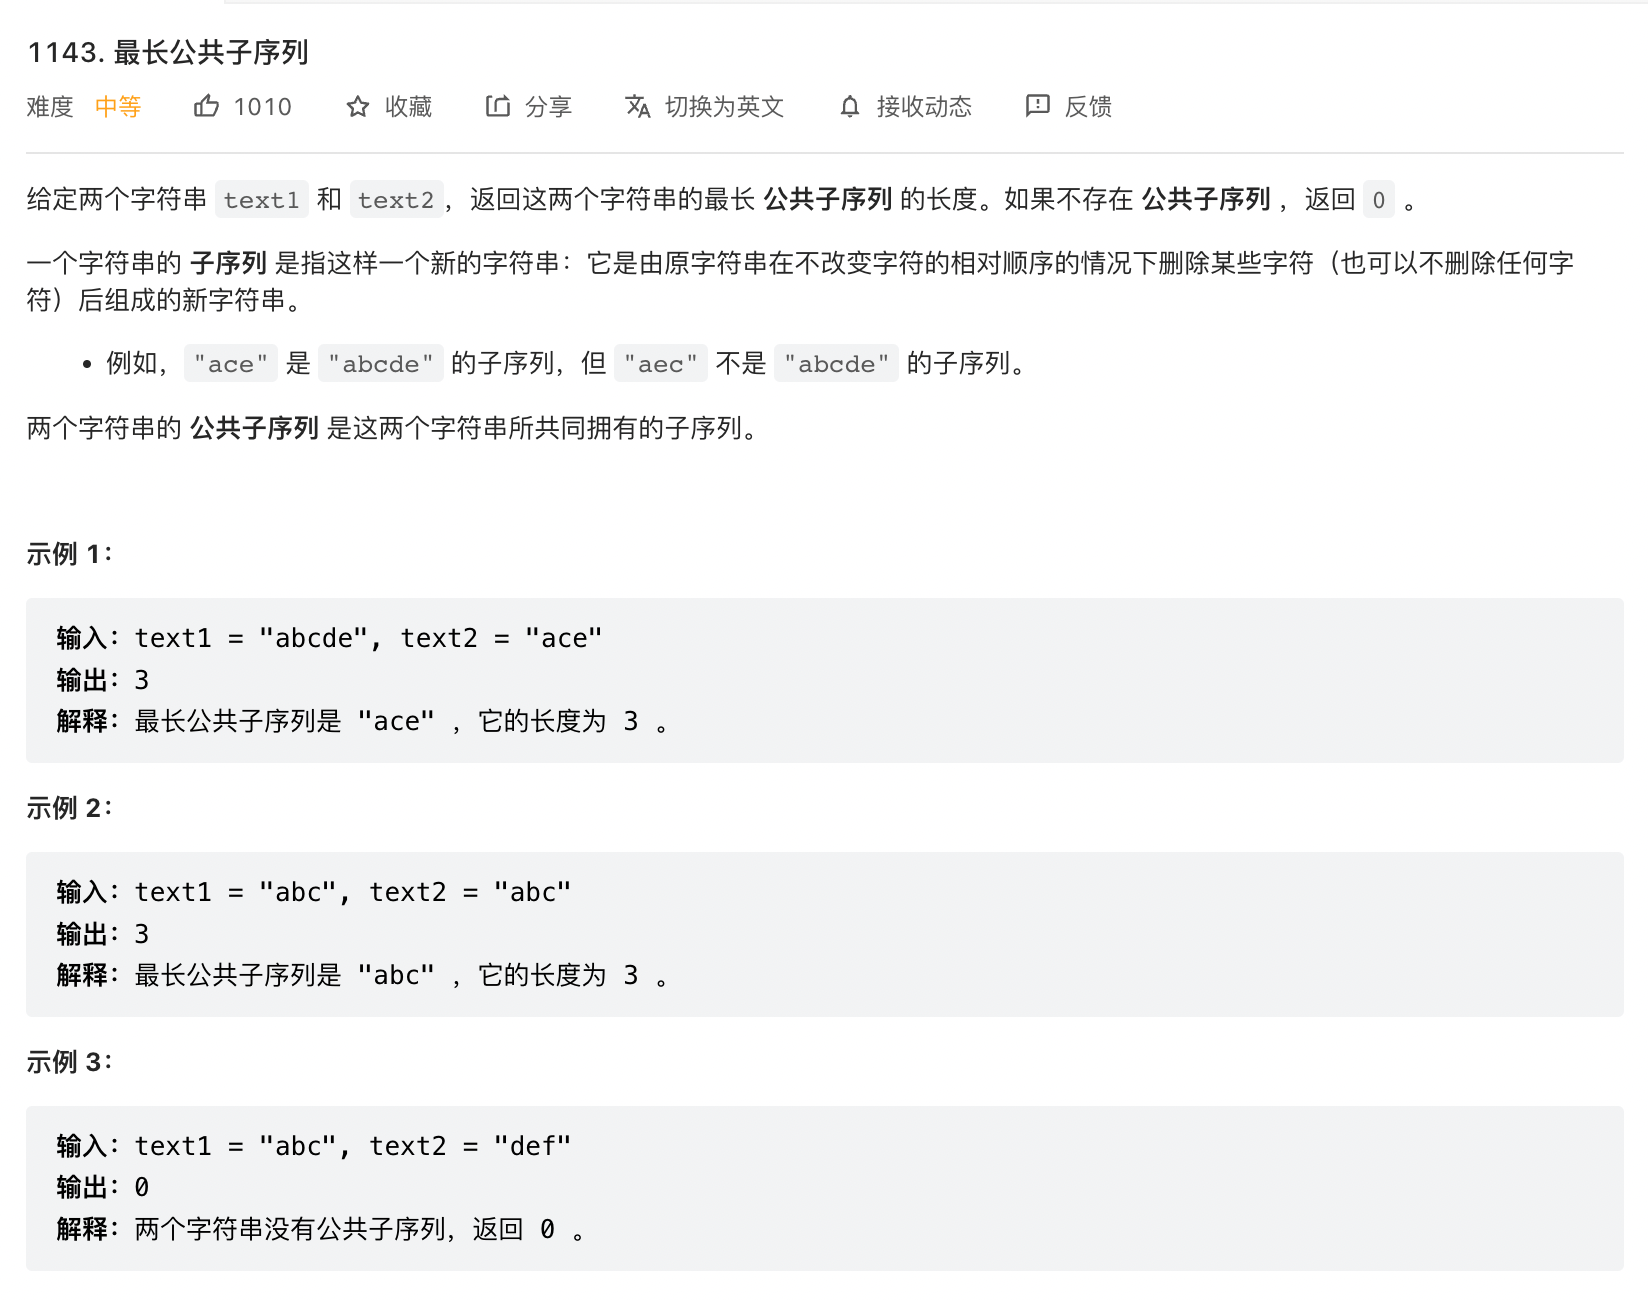 1143. 最长公共子序列
难度 中等 1010 收藏 分享 切换为英文 接收动态 反馈
给定两个字符串 text1 和 text2，返回这两个字符串的最长 公共子序列 的长度。如果不存在 公共子序列 ，返回 0 。
一个字符串的 子序列 是指这样一个新的字符串：它是由原字符串在不改变字符的相对顺序的情况下删除某些字符（也可以不删除任何字
符）后组成的新字符串。
• 例如，"ace" 是 "abcde" 的子序列，但 "aec" 不是 "abcde" 的子序列。
两个字符串的 公共子序列 是这两个字符串所共同拥有的子序列。
示例 1：
输入：text1 = "abcde", text2 = "ace"
输出：3
解释：最长公共子序列是 "ace" ，它的长度为 3 。
示例 2：
输入：text1 = "abc", text2 = "abc"
输出：3
解释：最长公共子序列是 "abc" ，它的长度为 3 。
示例 3：
输入：text1 = "abc", text2 = "def"
输出：0
解释：两个字符串没有公共子序列，返回 0 。